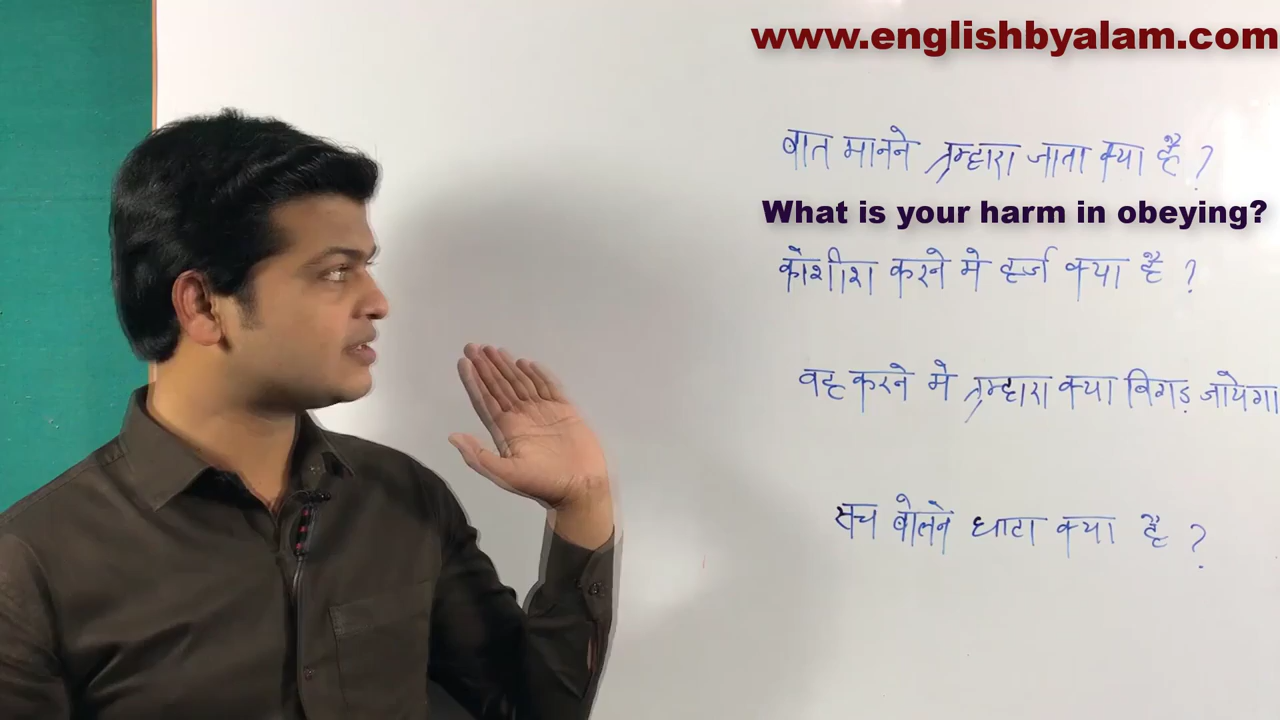 www.englishbyalam.com
बात मानने तुम्हारा जाता क्या है ?
What is your harm in obeying?
कोशीश करने मे हर्ज क्या है ?
वह करने मे तुम्हारा क्या बिगड़ जायेगा
सच बोलने घाटा क्या है ?